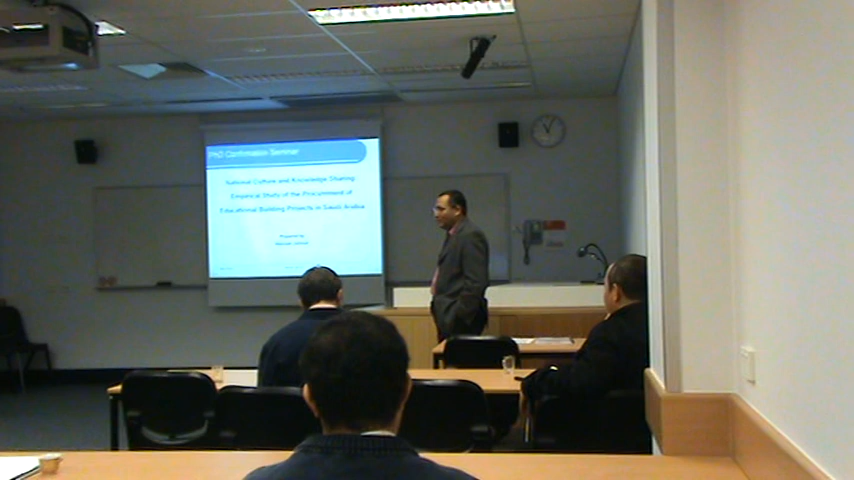 PhD Confirmation Seminar
National Culture and Knowledge Sharing:
Empirical Study of the Procurement of
Educational Building Projects in Saudi Arabia
Prepared by